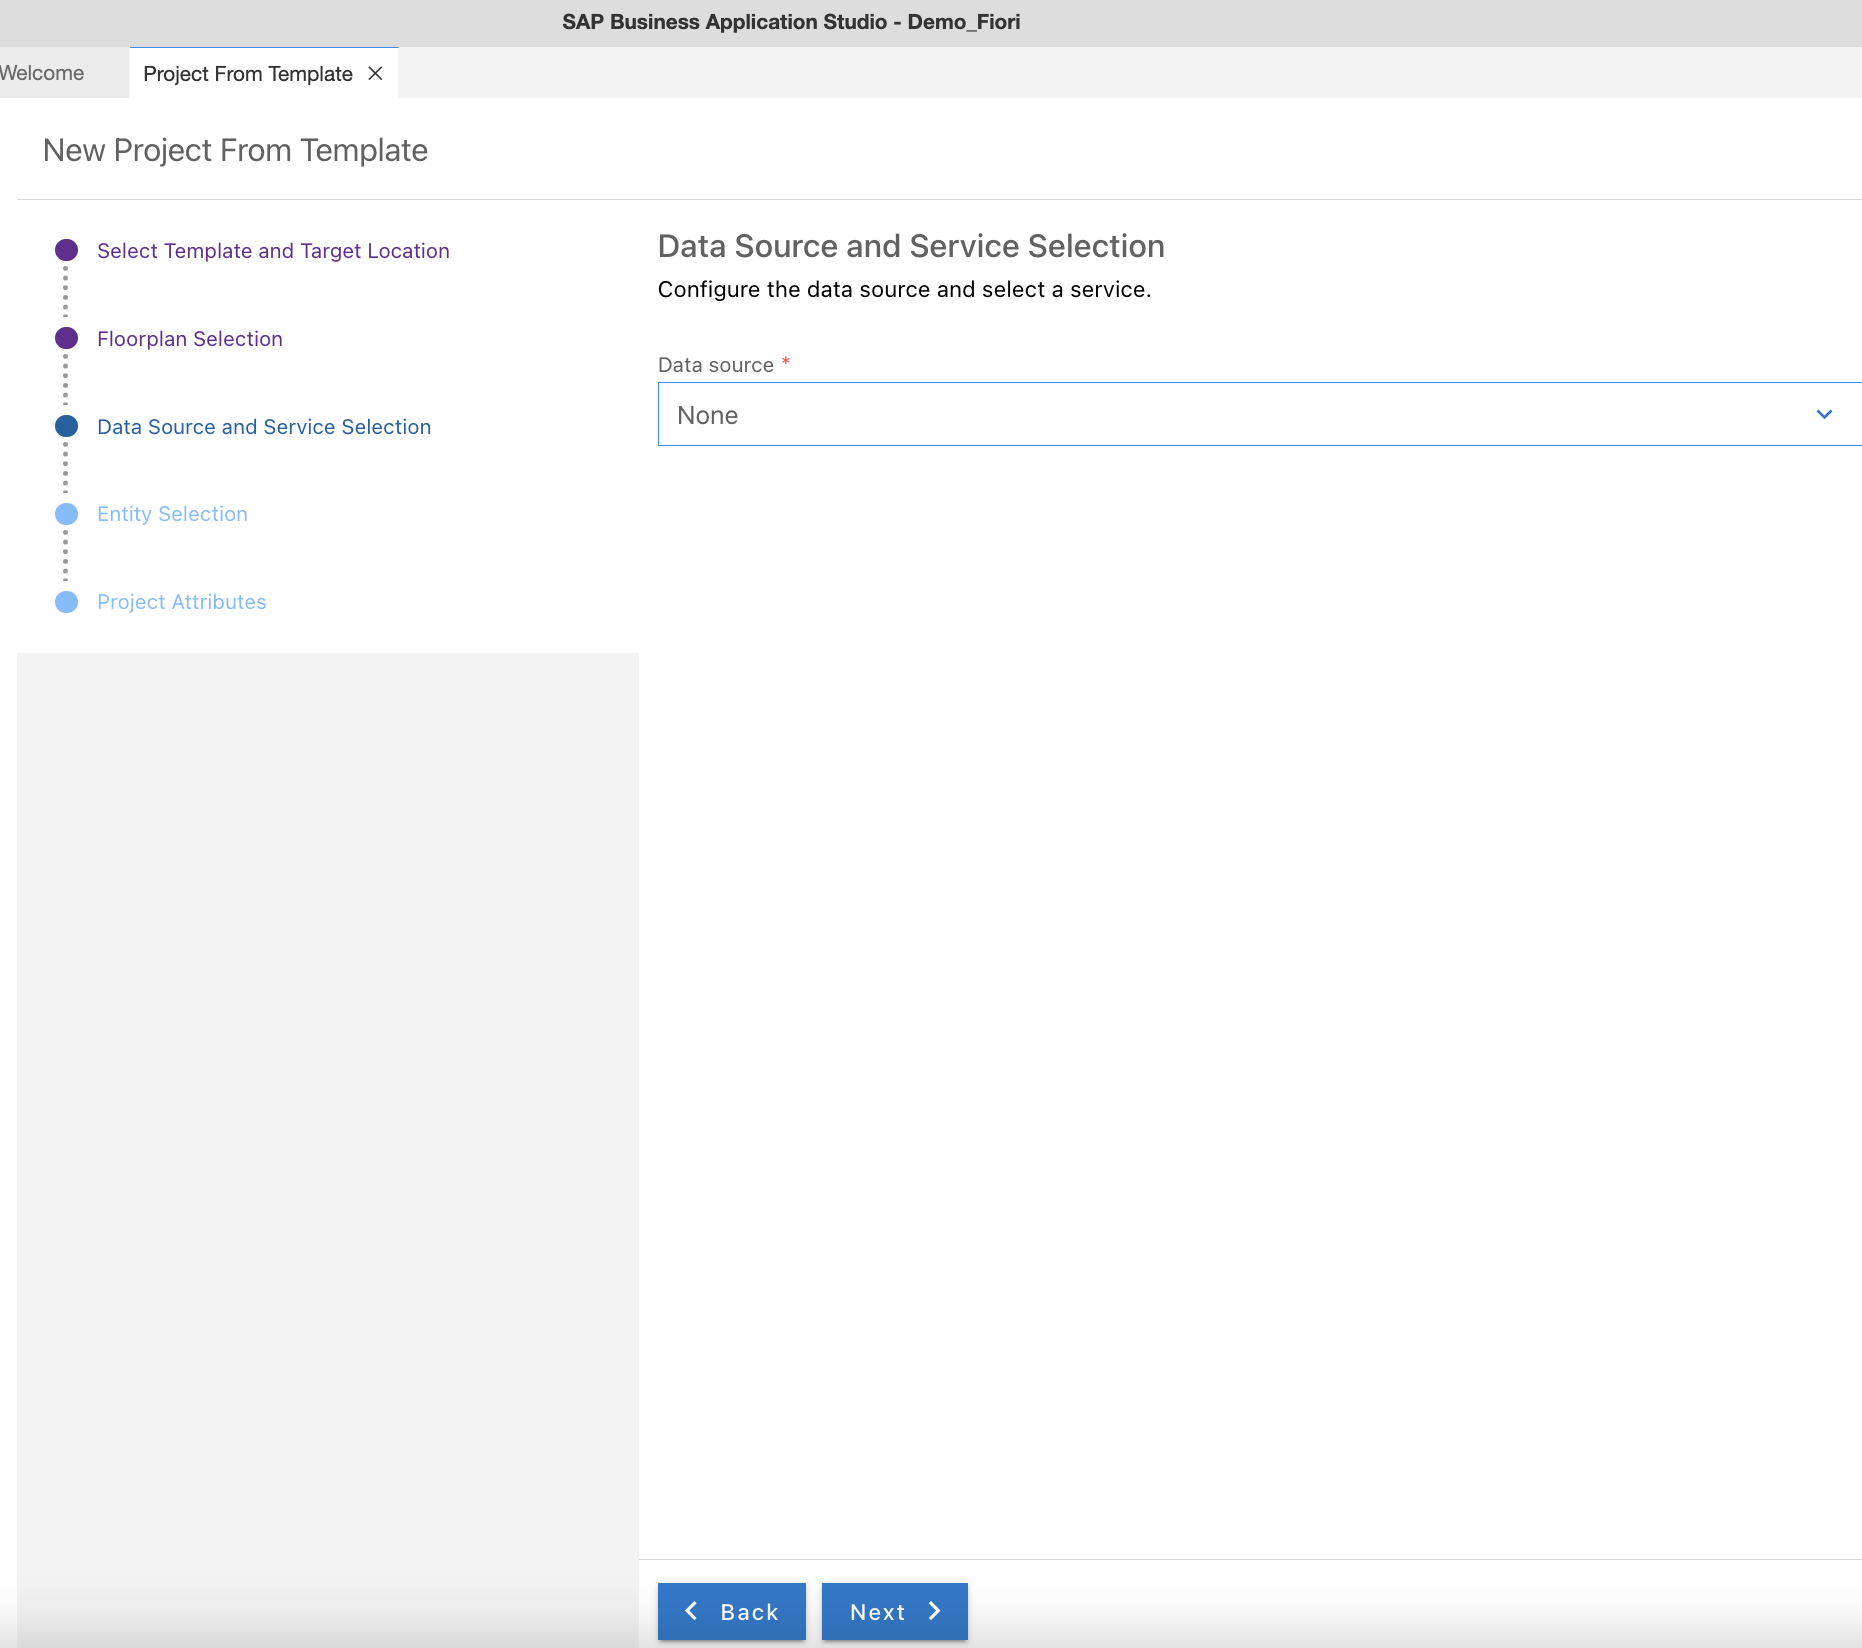 SAP Business Application Studio - Demo_Fiori
Welcome
Project From Template
New Project From Template
Select Template and Target Location
Floorplan Selection
Data Source and Service Selection
Entity Selection
Project Attributes
Data Source and Service Selection
Configure the data source and select a service.
Data source *
None
Back
Next